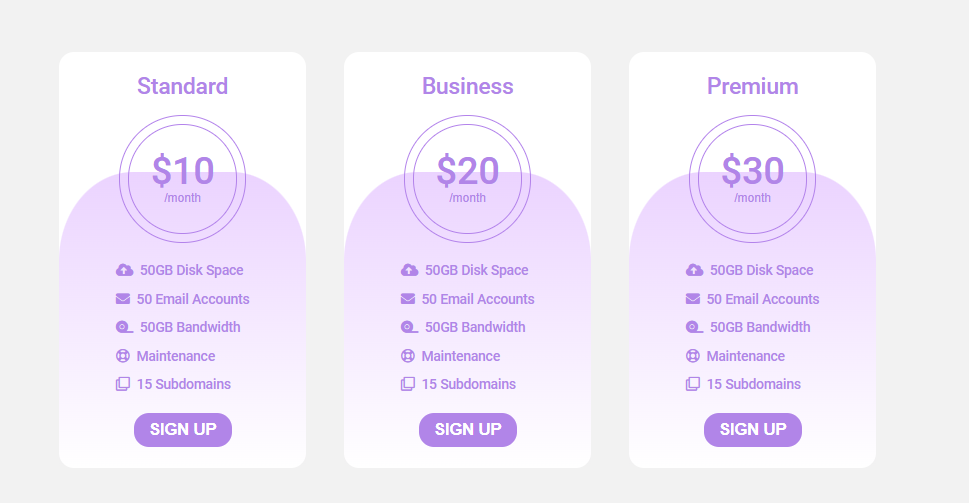 Standard
$10
/month
50GB Disk Space
50 Email Accounts
50GB Bandwidth
Maintenance
15 Subdomains
SIGN UP
Business
$20
/month
50GB Disk Space
50 Email Accounts
50GB Bandwidth
Maintenance
15 Subdomains
SIGN UP
Premium
$30
/month
50GB Disk Space
50 Email Accounts
50GB Bandwidth
Maintenance
15 Subdomains
SIGN UP